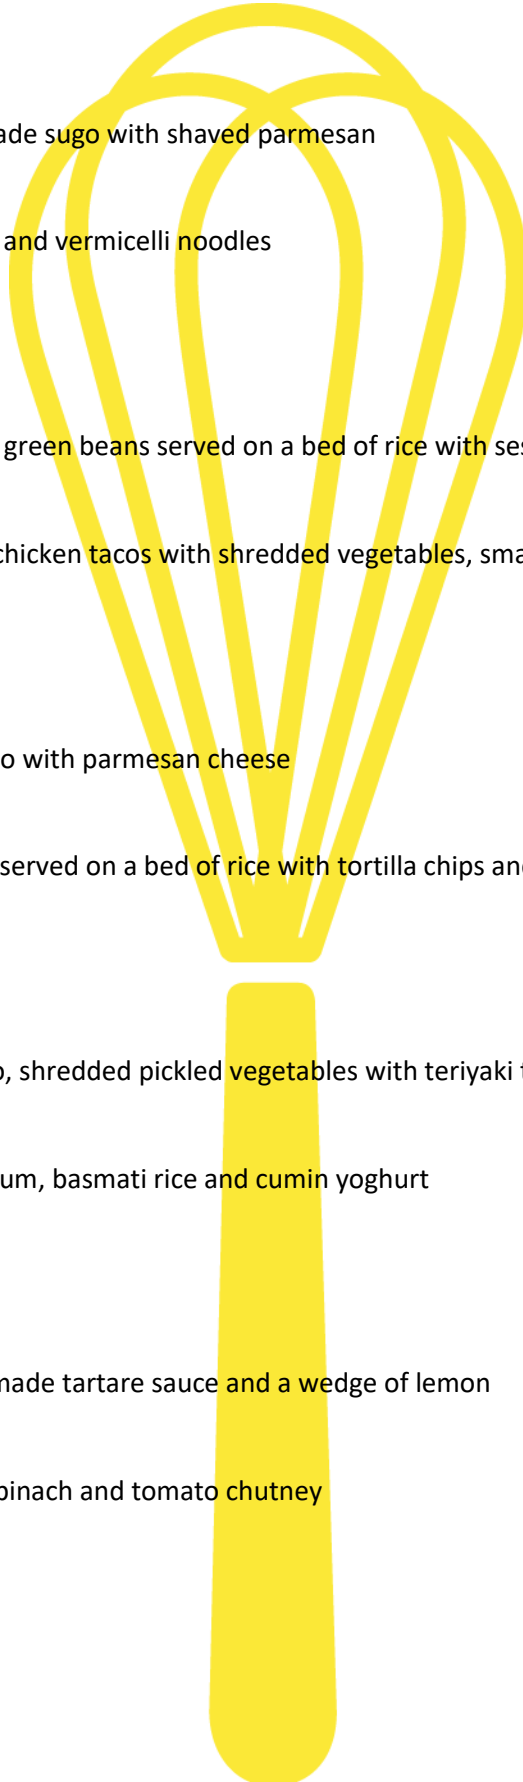 ade sugo with shaved parmesan
and vermicelli noodles
green beans served on a bed of rice with ses
chicken tacos with shredded vegetables, sma
o with parmesan cheese
served on a bed of rice with tortilla chips and
o, shredded pickled vegetables with teriyaki t
um, basmati rice and cumin yoghurt
made tartare sauce and a wedge of lemon
pinach and tomato chutney